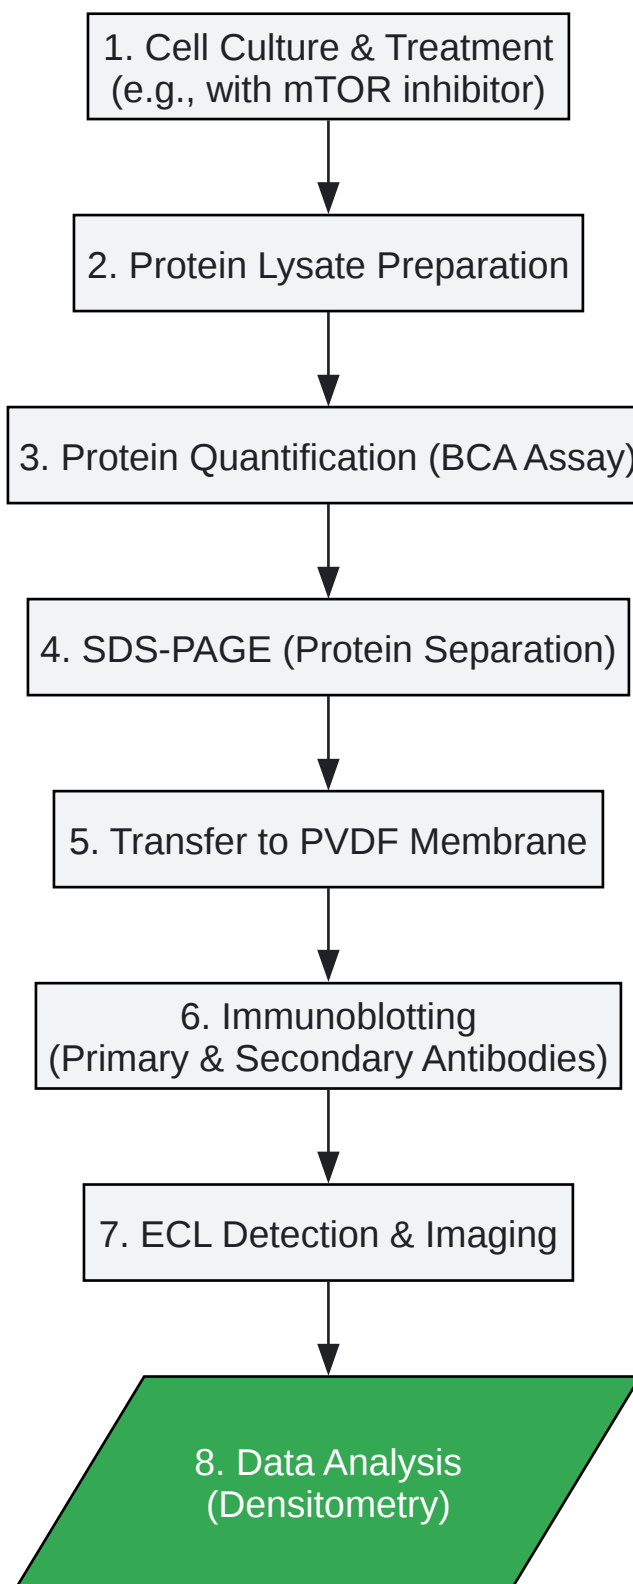 1. Cell Culture & Treatment
(e.g., with mTOR inhibitor)
2. Protein Lysate Preparation
3. Protein Quantification (BCA Assay)
4. SDS-PAGE (Protein Separation)
5. Transfer to PVDF Membrane
6. Immunoblotting
(Primary & Secondary Antibodies)
7. ECL Detection & Imaging
8. Data Analysis
(Densitometry)